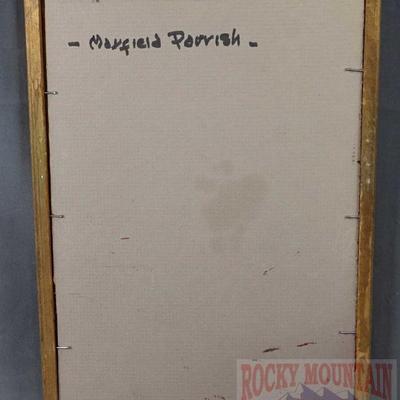 - Maxfield Parrish -
ROCKY MOUNTAIN